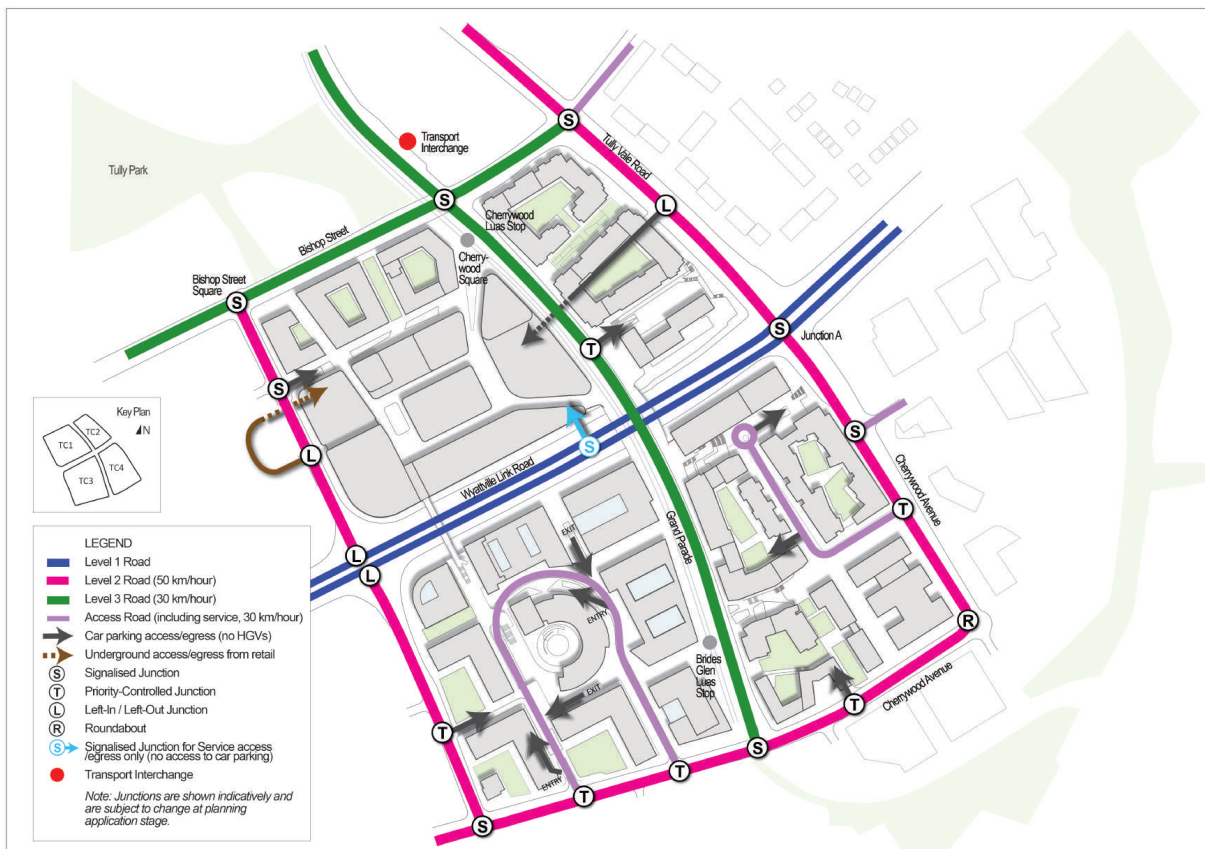 Transport
Interchange
S
Tully Vale Road
Tully Park
S
L
Cherrywood
Luas Stop
Bishop Street
Cherry-
wood
Square
Bishop Street
Square
S
S
Junction A
T
S
Key Plan
N
TC1
TC2
TC3
TC4
S
L
S
Wyattville Link Road
Cherrywood Avenue
T
Grand Parade
EXIT
L
L
ENTRY
R
Brides
Glen
Luas
Stop
EXIT
T
T
Cherrywood Avenue
S
ENTRY
T
T
S
LEGEND
Level 1 Road
Level 2 Road (50 km/hour)
Level 3 Road (30 km/hour)
Access Road (including service, 30 km/hour)
Car parking access/egress (no HGVs)
Underground access/egress from retail
S Signalised Junction
T Priority-Controlled Junction
L Left-In / Left-Out Junction
R Roundabout
S Signalised Junction for Service access
/egress only (no access to car parking)
Transport Interchange
Note: Junctions are shown indicatively and
are subject to change at planning
application stage.